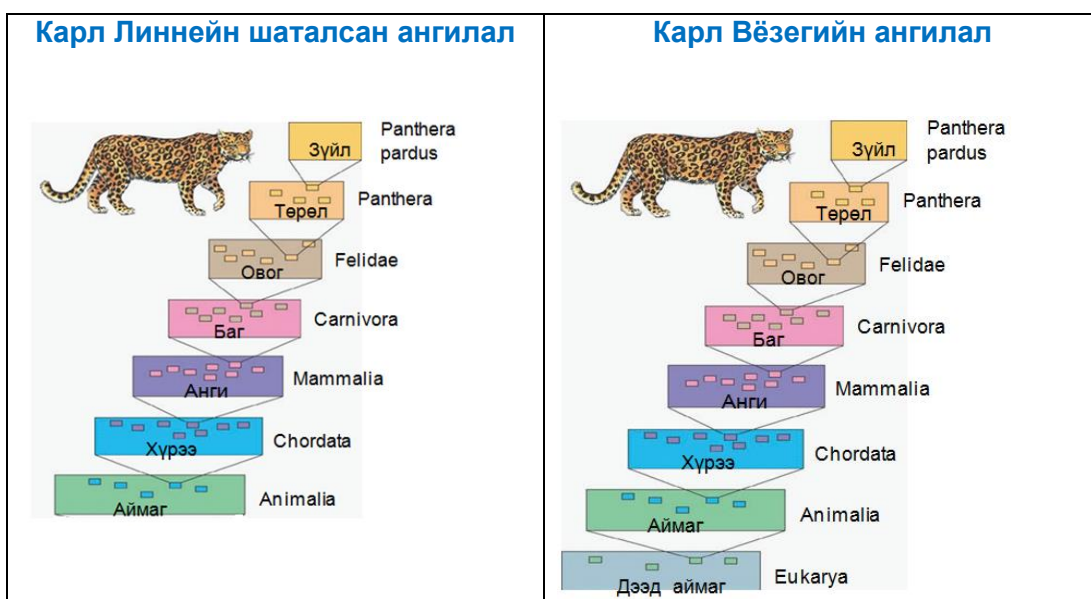 Карл Линнейн шаталсан ангилал
Зүйл
Panthera
pardus
Төрөл
Panthera
Овог
Felidae
Баг
Carnivora
Анги
Mammalia
Хүрээ
Chordata
Аймаг
Animalia
Карл Вёзегийн ангилал
Зүйл
Panthera
pardus
Төрөл
Panthera
Овог
Felidae
Баг
Carnivora
Анги
Mammalia
Хүрээ
Chordata
Аймаг
Animalia
Дээд аймаг
Eukarya